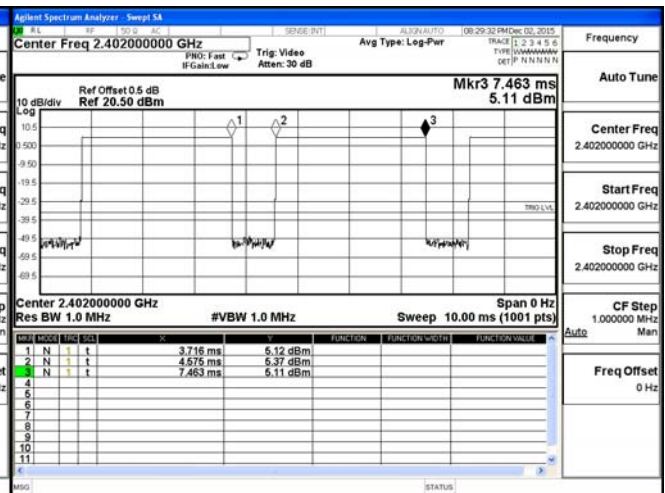 Agilent Spectrum Analyzer - Swept SA
RL RF 50 Ω AC SENSE:INT ALIGN AUTO 08:29:32 PM Dec 02, 2015
Center Freq 2.402000000 GHz
PNO: Fast
IFGain:Low
Trig: Video
Atten: 30 dB
Avg Type: Log-Pwr
TRACE 1 2 3 4 5 6
TYPE
DET P N N N N N
Frequency
Auto Tune
Ref Offset 0.5 dB
10 dB/div Ref 20.50 dBm
Log
Mkr3 7.463 ms
5.11 dBm
10.5
0.500
-9.50
-19.5
-29.5
-39.5
-49.5
-59.5
-69.5
1
2
3
TRIG LVL
Center Freq
2.402000000 GHz
Start Freq
2.402000000 GHz
Stop Freq
2.402000000 GHz
CF Step
1.000000 MHz
Auto Man
Freq Offset
0 Hz
Center 2.402000000 GHz Span 0 Hz
Res BW 1.0 MHz #VBW 1.0 MHz Sweep 10.00 ms (1001 pts)
MKR MODE TRC SCL X Y FUNCTION FUNCTION WIDTH FUNCTION VALUE
1 N 1 t 3.716 ms 5.12 dBm
2 N 1 t 4.575 ms 5.37 dBm
3 N 1 t 7.463 ms 5.11 dBm
4
5
6
7
8
9
10
11
MSG STATUS